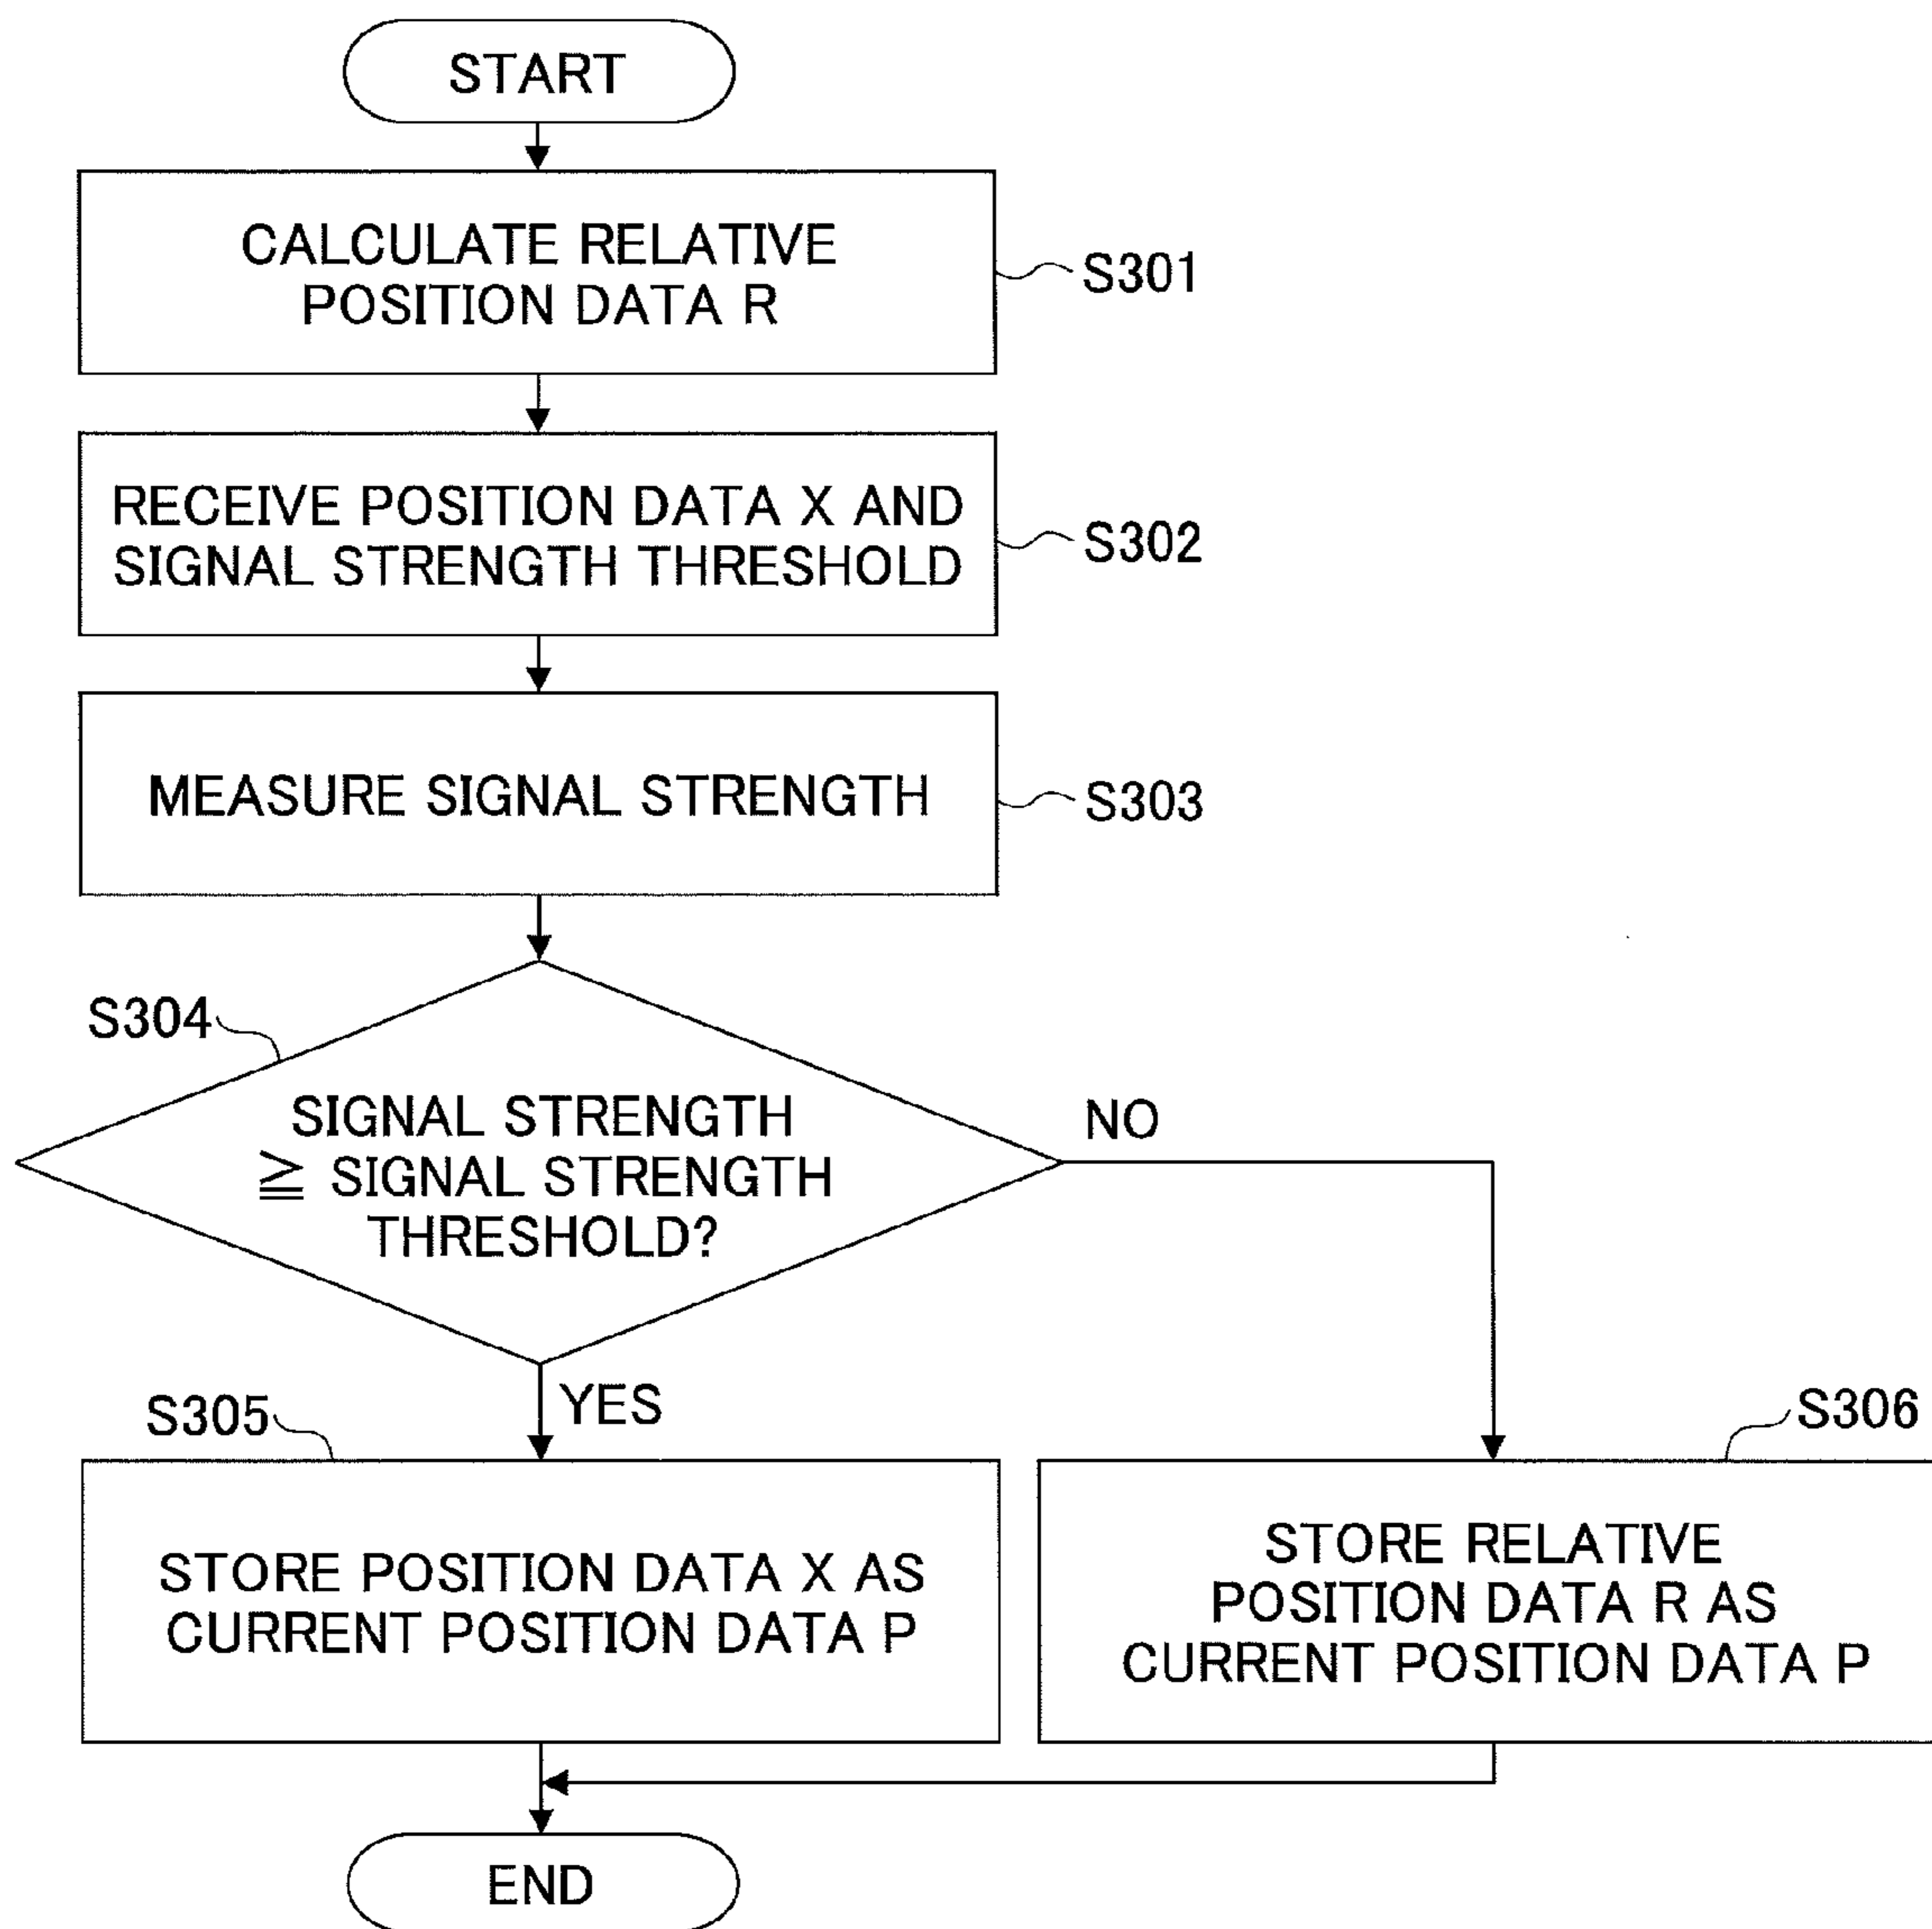 START
CALCULATE RELATIVE
POSITION DATA R
S301
RECEIVE POSITION DATA X AND
SIGNAL STRENGTH THRESHOLD
S302
MEASURE SIGNAL STRENGTH
S303
S304
SIGNAL STRENGTH
≧ SIGNAL STRENGTH
THRESHOLD?
NO
YES
S305
STORE POSITION DATA X AS
CURRENT POSITION DATA P
S306
STORE RELATIVE
POSITION DATA R AS
CURRENT POSITION DATA P
END